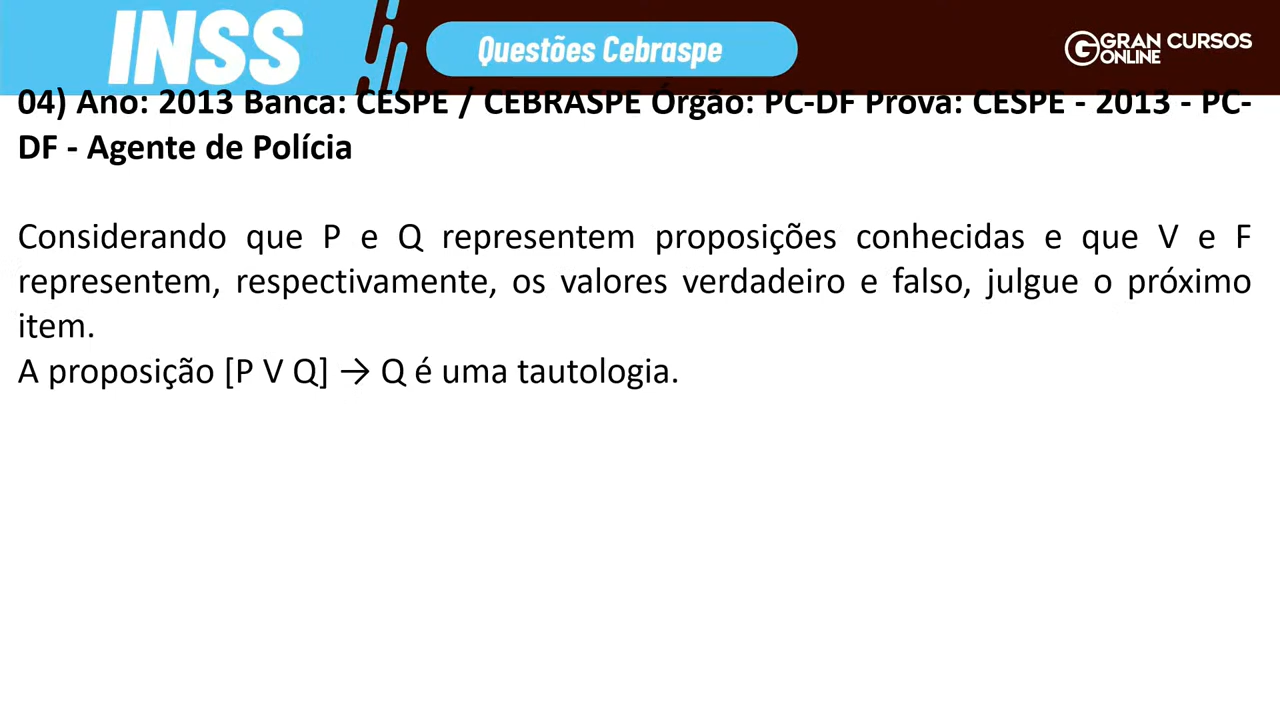 INSS
Questões Cebraspe
GRAN CURSOS
ONLINE
04) Ano: 2013 Banca: CESPE / CEBRASPE Órgão: PC-DF Prova: CESPE - 2013 - PC-
DF - Agente de Polícia
Considerando que P e Q representem proposições conhecidas e que V e F
representem, respectivamente, os valores verdadeiro e falso, julgue o próximo
item.
A proposição [P V Q] → Q é uma tautologia.